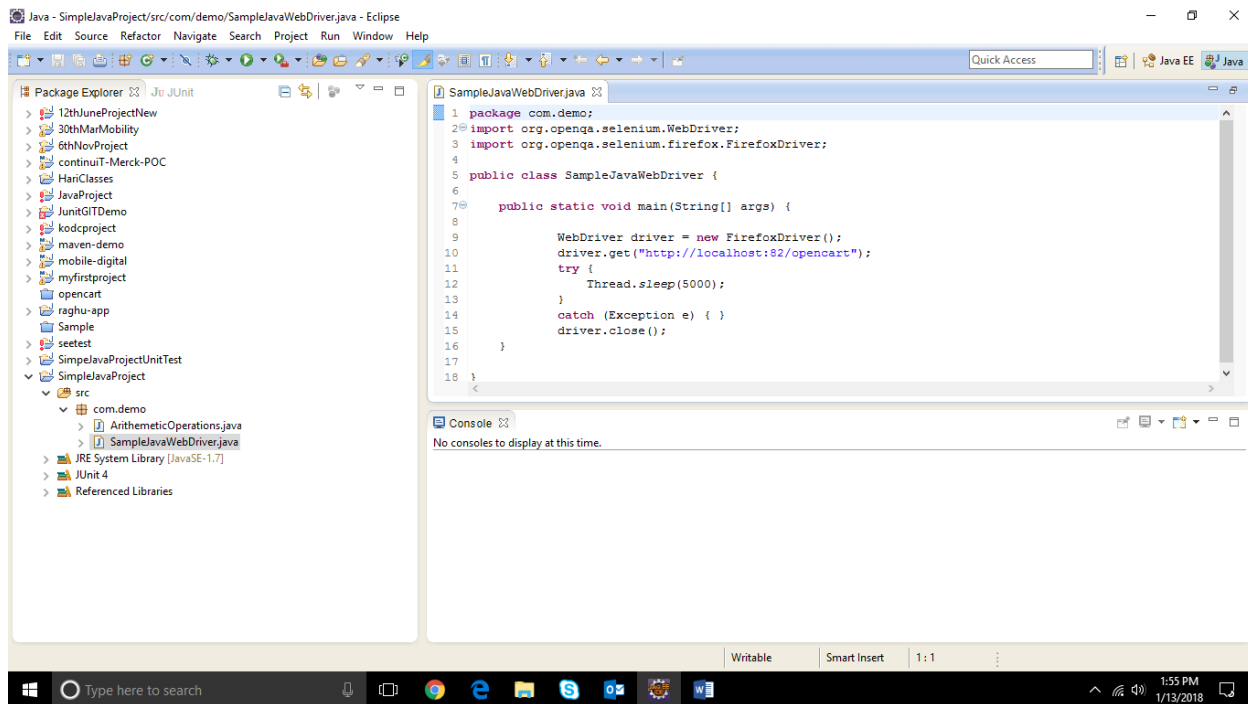 Java - SimpleJavaProject/src/com/demo/SampleJavaWebDriver.java - Eclipse
File Edit Source Refactor Navigate Search Project Run Window Help
Quick Access
Java EE
Java
Package Explorer
JUnit
12thJuneProjectNew
30thMarMobility
6thNovProject
continuiT-Merck-POC
HariClasses
JavaProject
JunitGITDemo
kodcproject
maven-demo
mobile-digital
myfirstproject
opencart
raghu-app
Sample
seetest
SimpeJavaProjectUnitTest
SimpleJavaProject
src
com.demo
ArithemeticOperations.java
SampleJavaWebDriver.java
JRE System Library [JavaSE-1.7]
JUnit 4
Referenced Libraries
SampleJavaWebDriver.java
1 package com.demo;
2 import org.openqa.selenium.WebDriver;
3 import org.openqa.selenium.firefox.FirefoxDriver;
4
5 public class SampleJavaWebDriver {
6
7 public static void main(String[] args) {
8
9 WebDriver driver = new FirefoxDriver();
10 driver.get("http://localhost:82/opencart");
11 try {
12 Thread.sleep(5000);
13 }
14 catch (Exception e) { }
15 driver.close();
16 }
17
18 }
Console
No consoles to display at this time.
Writable
Smart Insert
1 : 1
Type here to search
1:55 PM
1/13/2018